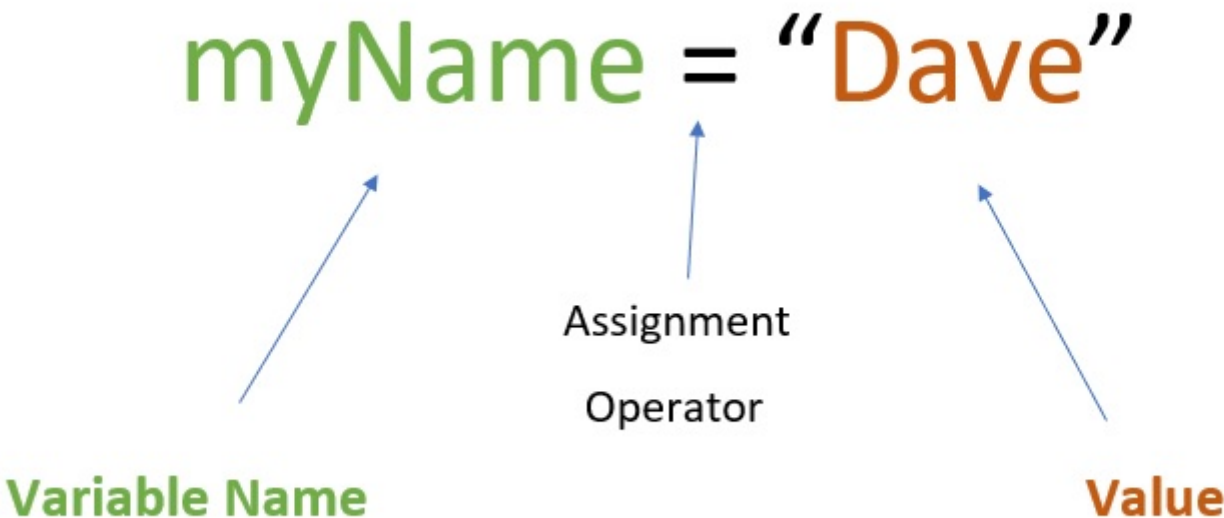 myName = “Dave”
Assignment
Operator
Variable Name
Value